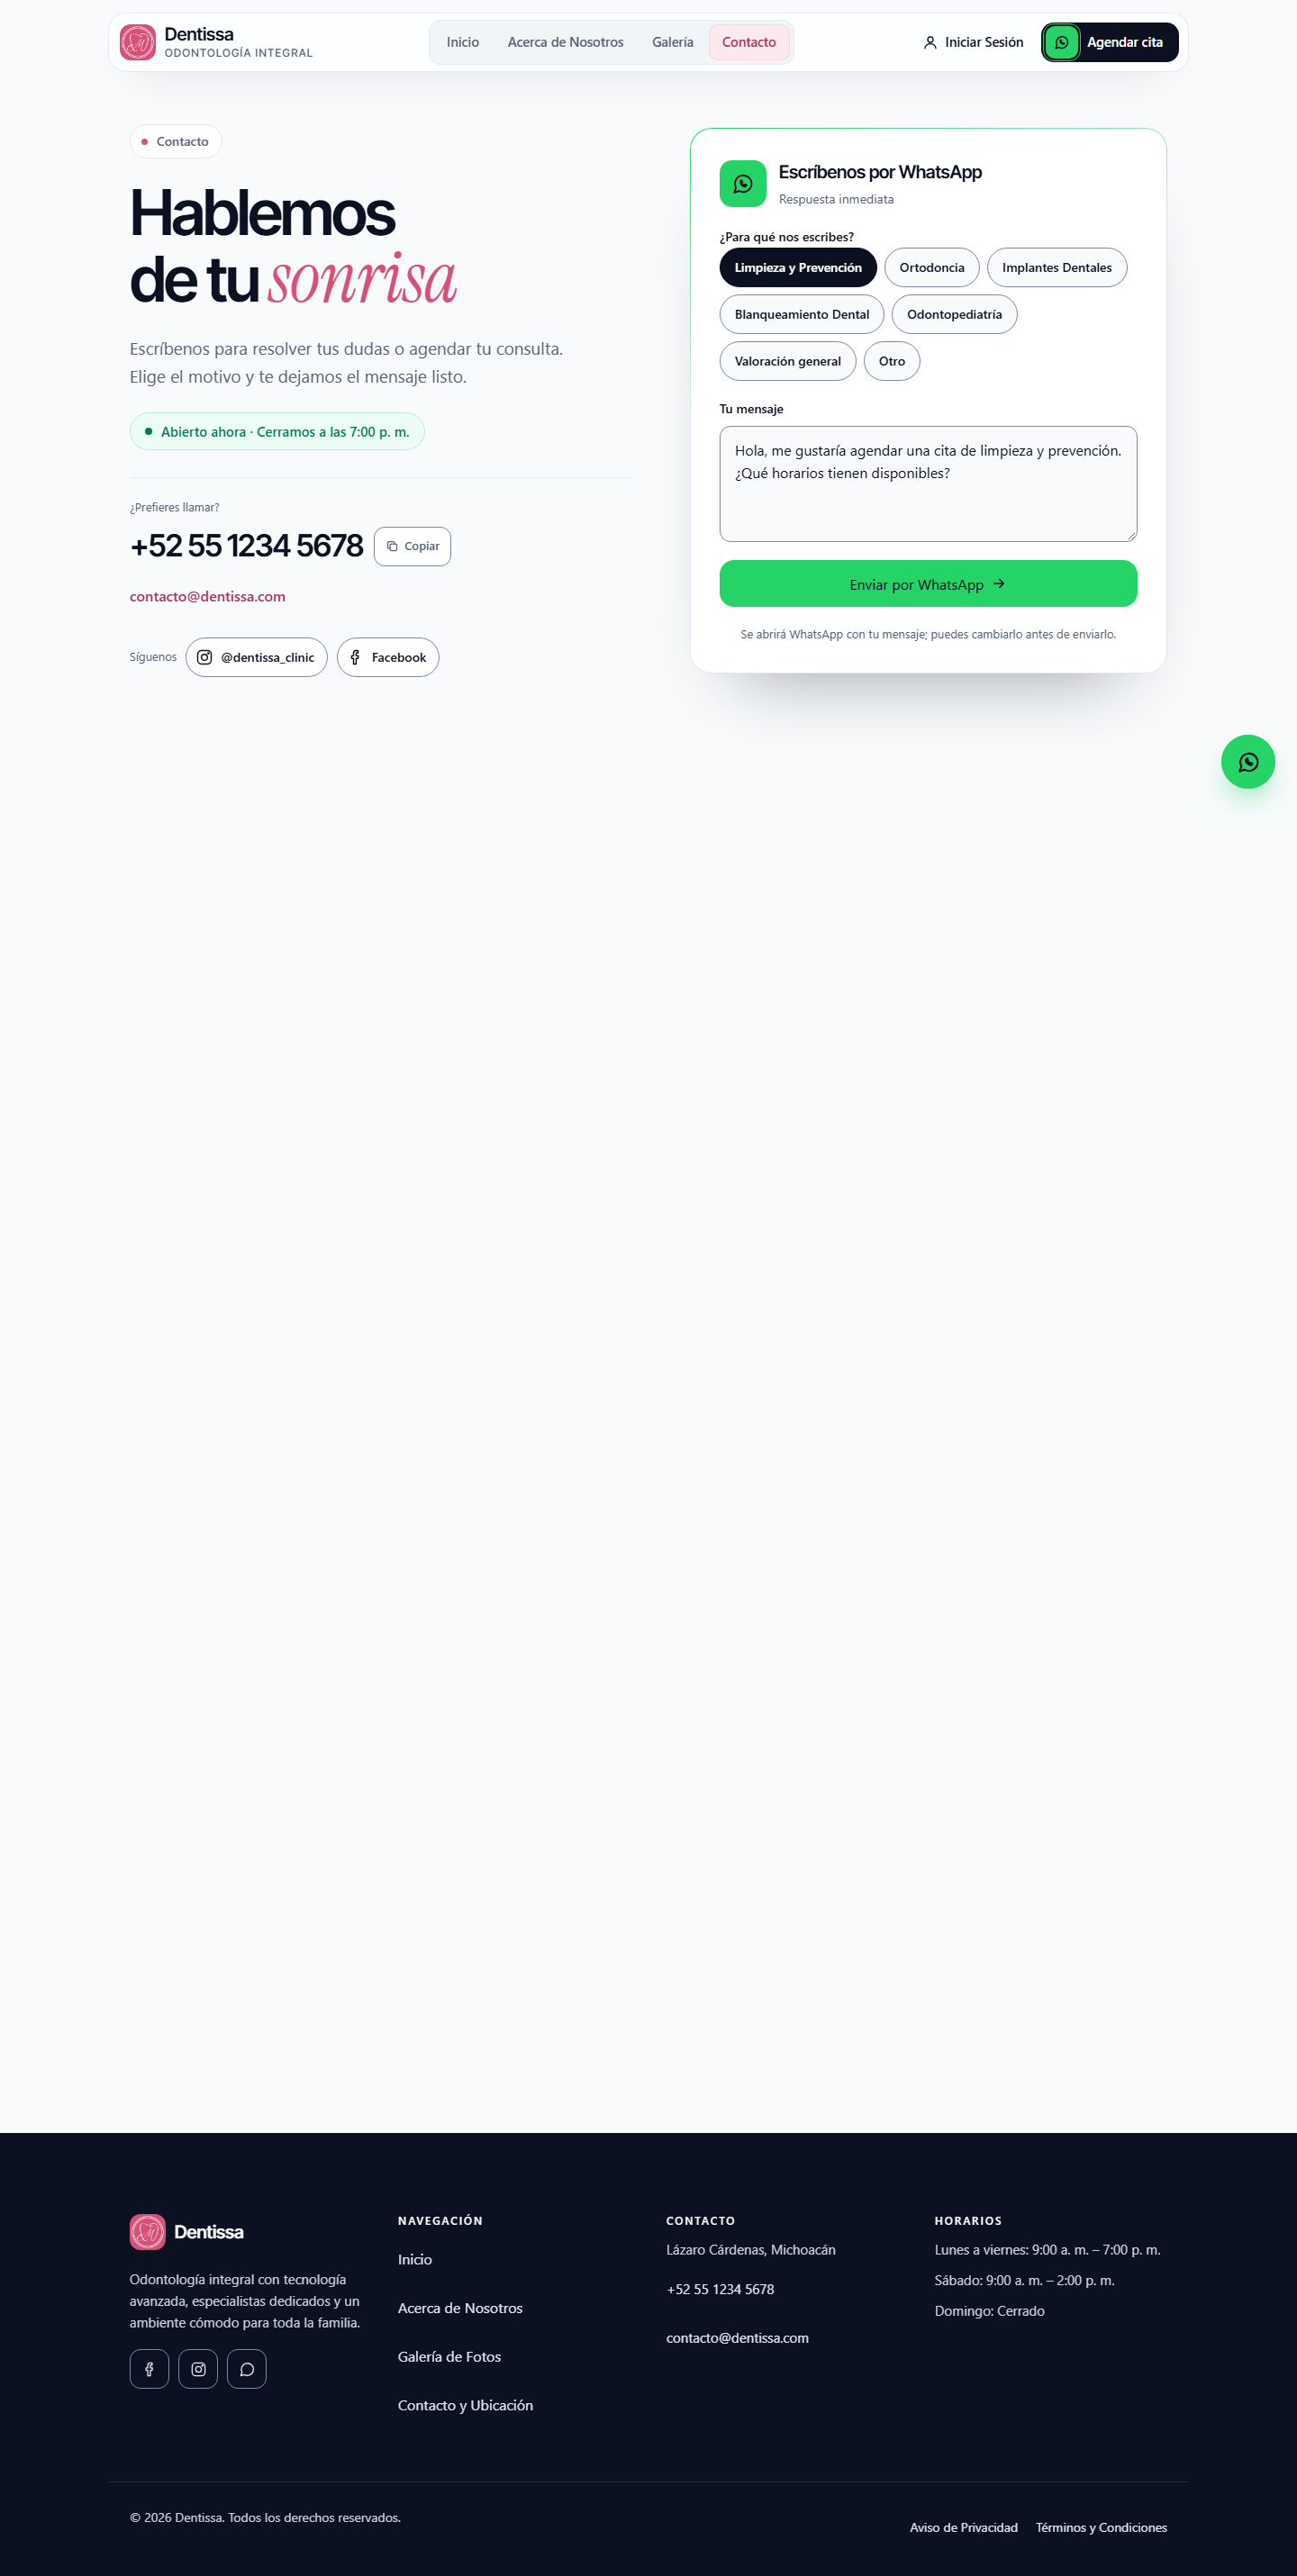 Dentissa
ODONTOLOGÍA INTEGRAL
Inicio
Acerca de Nosotros
Galería
Contacto
Iniciar Sesión
Agendar cita
Contacto
Hablemos
de tu sonrisa
Escríbenos para resolver tus dudas o agendar tu consulta.
Elige el motivo y te dejamos el mensaje listo.
Abierto ahora · Cerramos a las 7:00 p. m.
¿Prefieres llamar?
+52 55 1234 5678
Copiar
contacto@dentissa.com
Síguenos
@dentissa_clinic
Facebook
Escríbenos por WhatsApp
Respuesta inmediata
¿Para qué nos escribes?
Limpieza y Prevención
Ortodoncia
Implantes Dentales
Blanqueamiento Dental
Odontopediatría
Valoración general
Otro
Tu mensaje
Hola, me gustaría agendar una cita de limpieza y prevención.
¿Qué horarios tienen disponibles?
Enviar por WhatsApp
Se abrirá WhatsApp con tu mensaje; puedes cambiarlo antes de enviarlo.
Dentissa
Odontología integral con tecnología
avanzada, especialistas dedicados y un
ambiente cómodo para toda la familia.
NAVEGACIÓN
Inicio
Acerca de Nosotros
Galería de Fotos
Contacto y Ubicación
CONTACTO
Lázaro Cárdenas, Michoacán
+52 55 1234 5678
contacto@dentissa.com
HORARIOS
Lunes a viernes: 9:00 a. m. – 7:00 p. m.
Sábado: 9:00 a. m. – 2:00 p. m.
Domingo: Cerrado
© 2026 Dentissa. Todos los derechos reservados.
Aviso de Privacidad
Términos y Condiciones